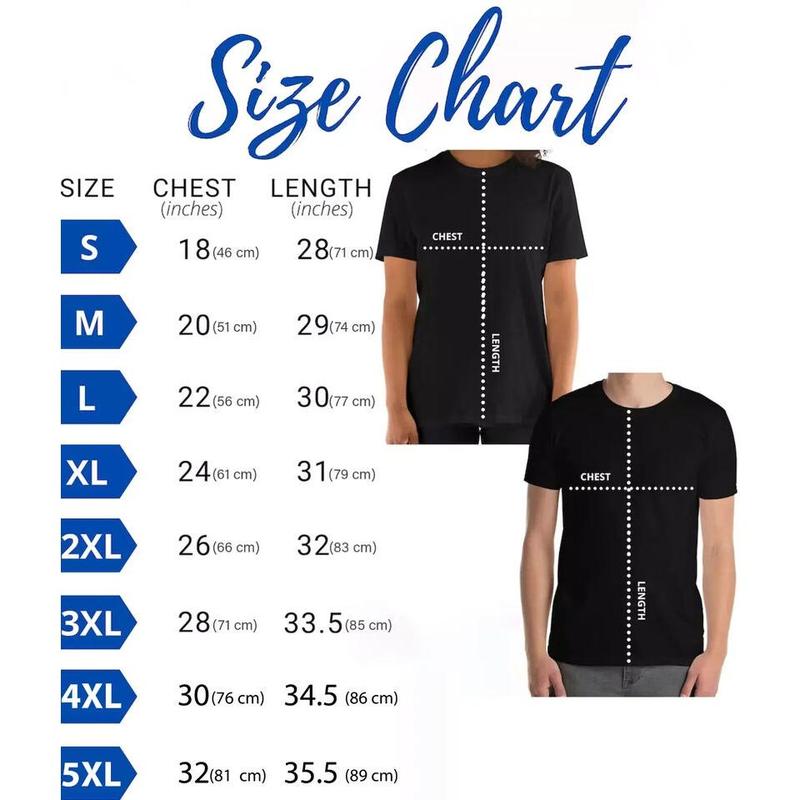 Size Chart
SIZE CHEST LENGTH
(inches) (inches)
S 18(46 cm) 28(71 cm)
M 20(51 cm) 29(74 cm)
L 22(56 cm) 30(77 cm)
XL 24(61 cm) 31(79 cm)
2XL 26(66 cm) 32(83 cm)
3XL 28(71 cm) 33.5(85 cm)
4XL 30(76 cm) 34.5 (86 cm)
5XL 32(81 cm) 35.5 (89 cm)
CHEST
LENGTH
CHEST
LENGTH